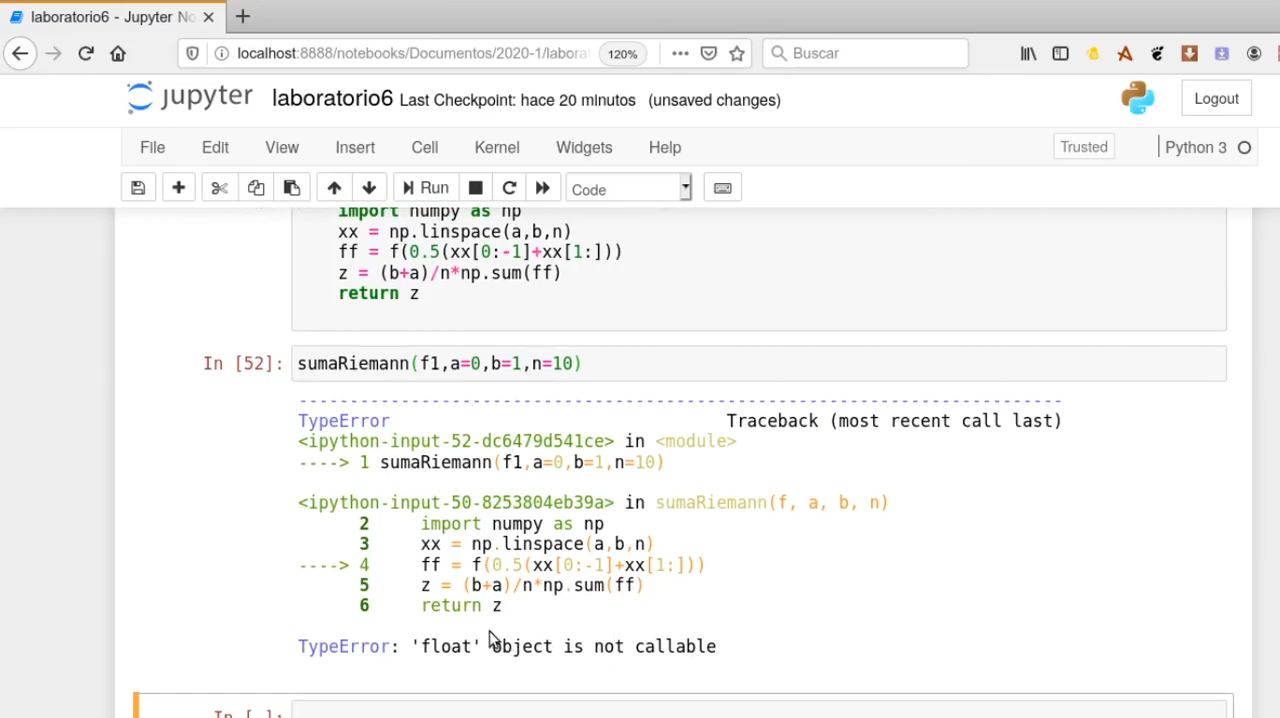 laboratorio6 - Jupyter No
localhost:8888/notebooks/Documentos/2020-1/labora
120%
Buscar
jupyter laboratorio6 Last Checkpoint: hace 20 minutos (unsaved changes)
Logout
File Edit View Insert Cell Kernel Widgets Help
Trusted
Python 3
Run
Code
import numpy as np
xx = np.linspace(a,b,n)
ff = f(0.5(xx[0:-1]+xx[1:]))
z = (b+a)/n*np.sum(ff)
return z
In [52]: sumaRiemann(f1,a=0,b=1,n=10)
---------------------------------------------------------------------------
TypeError Traceback (most recent call last)
<ipython-input-52-dc6479d541ce> in <module>
----> 1 sumaRiemann(f1,a=0,b=1,n=10)
<ipython-input-50-8253804eb39a> in sumaRiemann(f, a, b, n)
2 import numpy as np
3 xx = np.linspace(a,b,n)
----> 4 ff = f(0.5(xx[0:-1]+xx[1:]))
5 z = (b+a)/n*np.sum(ff)
6 return z
TypeError: 'float' object is not callable
In [ ]: